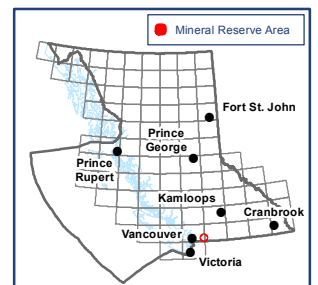 Mineral Reserve Area
Fort St. John
Prince
George
Prince
Rupert
Kamloops
Cranbrook
Vancouver
Victoria